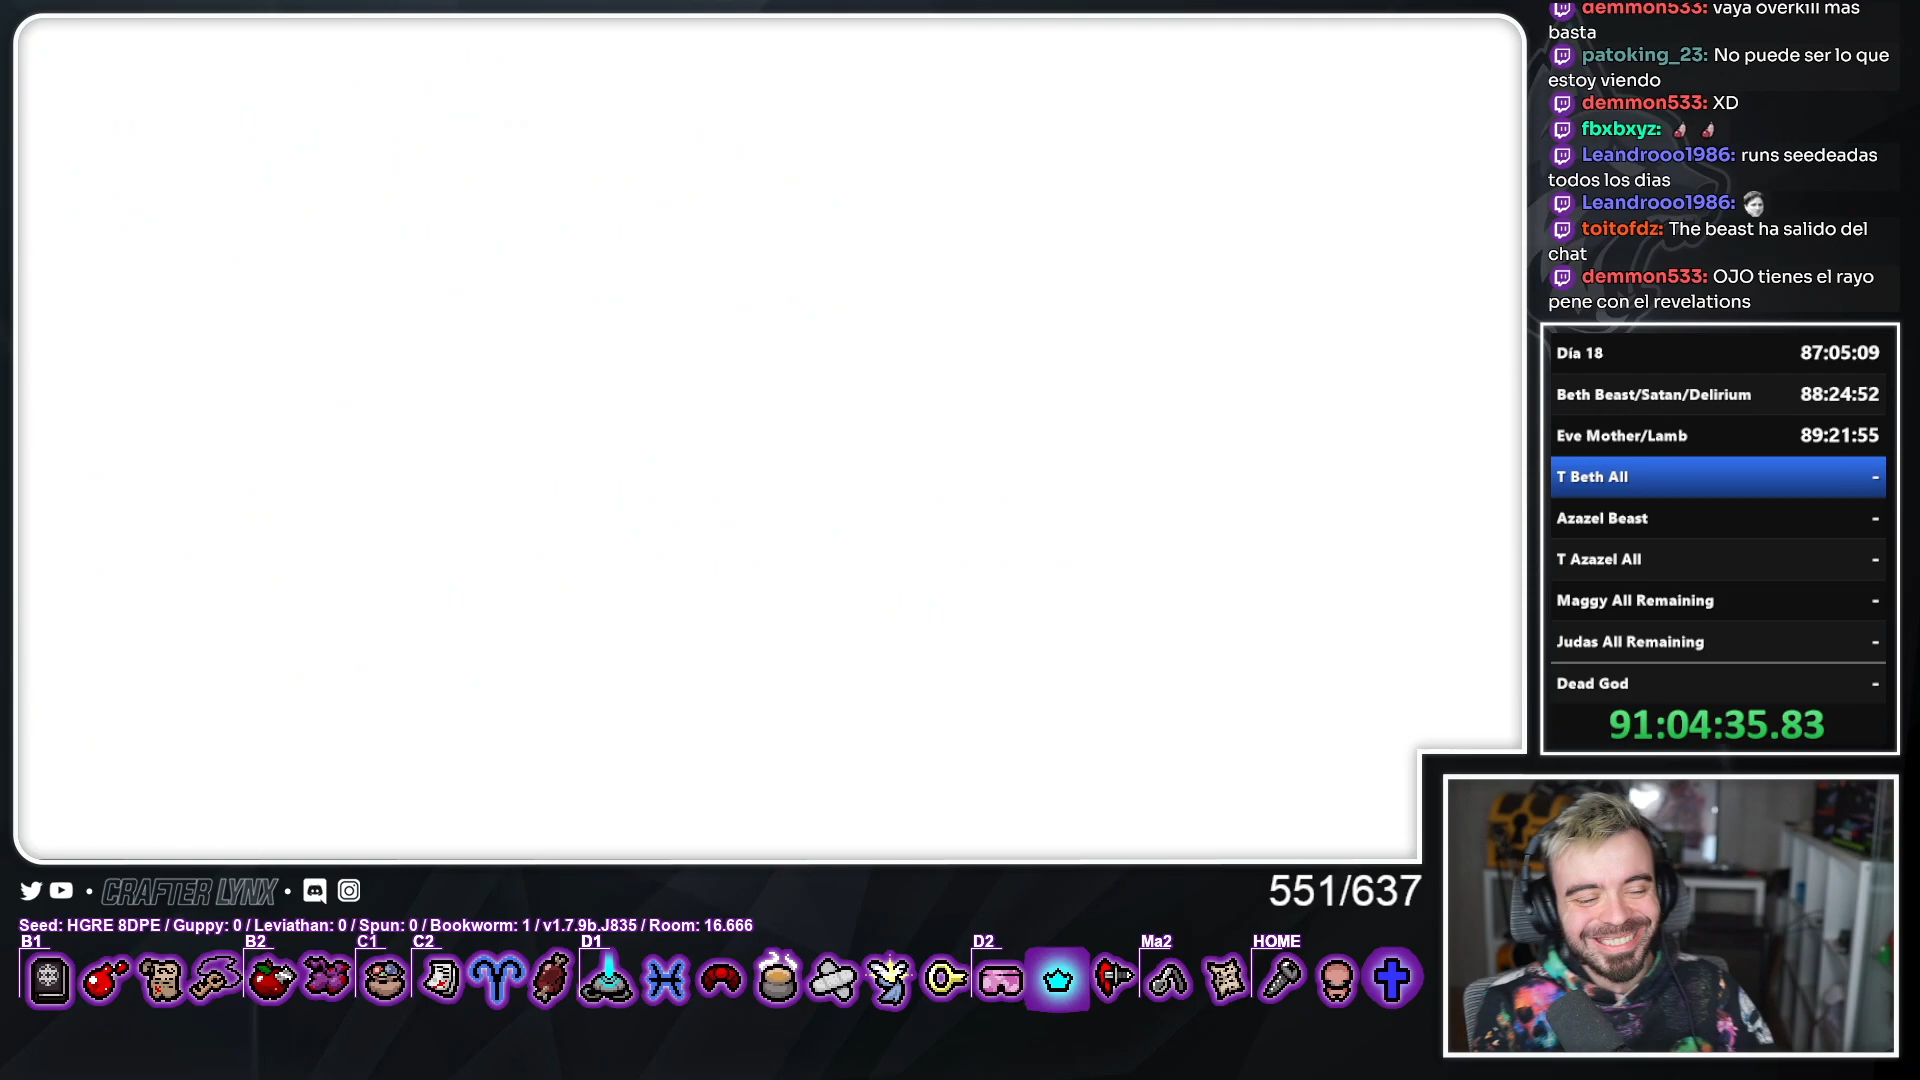 demmon533: vaya overkill mas
basta
patoking_23: No puede ser lo que
estoy viendo
demmon533: XD
fbxbxyz:
Leandrooo1986: runs seedeadas
todos los dias
Leandrooo1986:
toitofdz: The beast ha salido del
chat
demmon533: OJO tienes el rayo
pene con el revelations
Día 18 87:05:09
Beth Beast/Satan/Delirium 88:24:52
Eve Mother/Lamb 89:21:55
T Beth All -
Azazel Beast -
T Azazel All -
Maggy All Remaining -
Judas All Remaining -
Dead God -
91:04:35.83
• CRAFTER LYNX •
551/637
Seed: HGRE 8DPE / Guppy: 0 / Leviathan: 0 / Spun: 0 / Bookworm: 1 / v1.7.9b.J835 / Room: 16.666
B1 B2 C1 C2 D1 D2 Ma2 HOME